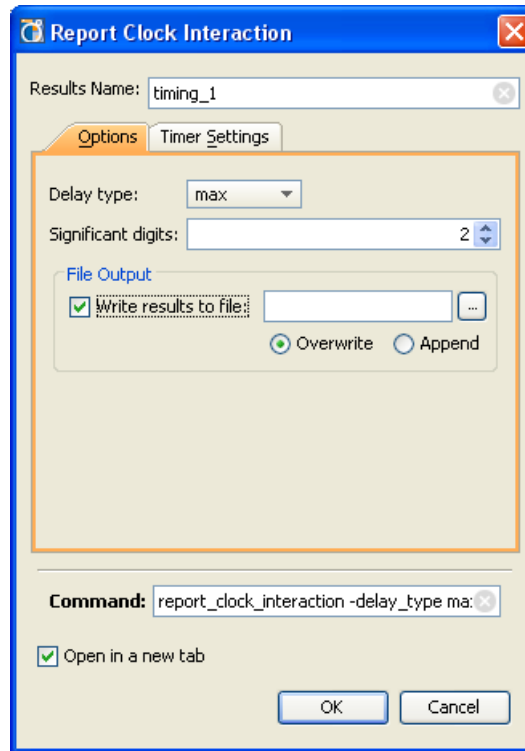 Report Clock Interaction
Results Name: timing_1
Options Timer Settings
Delay type: max
Significant digits: 2
File Output
Write results to file: ...
Overwrite Append
Command: report_clock_interaction -delay_type ma
Open in a new tab
OK Cancel